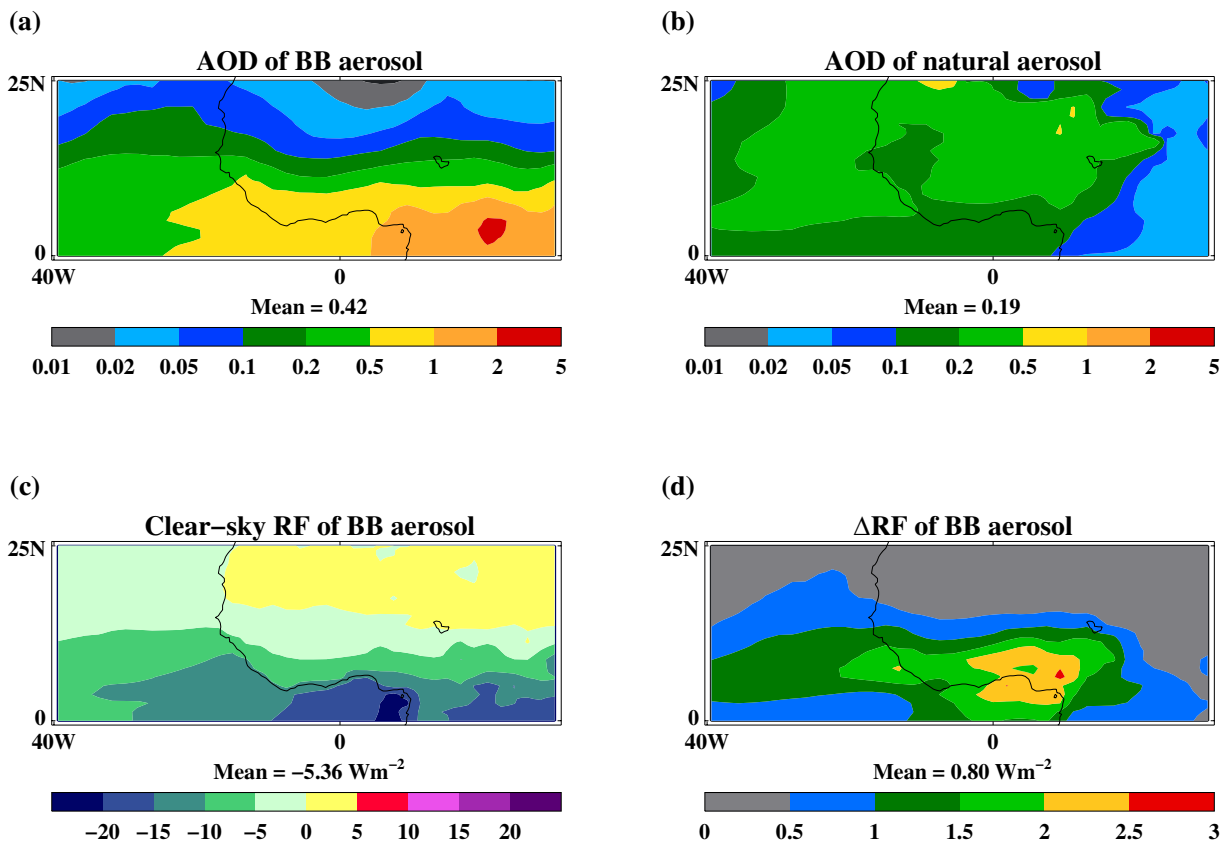 (a)
AOD of BB aerosol
25N
0
40W 0
Mean = 0.42
0.01 0.02 0.05 0.1 0.2 0.5 1 2 5
(b)
AOD of natural aerosol
25N
0
40W 0
Mean = 0.19
0.01 0.02 0.05 0.1 0.2 0.5 1 2 5
(c)
Clear−sky RF of BB aerosol
25N
0
40W 0
Mean = −5.36 Wm⁻²
−20 −15 −10 −5 0 5 10 15 20
(d)
ΔRF of BB aerosol
25N
0
40W 0
Mean = 0.80 Wm⁻²
0 0.5 1 1.5 2 2.5 3